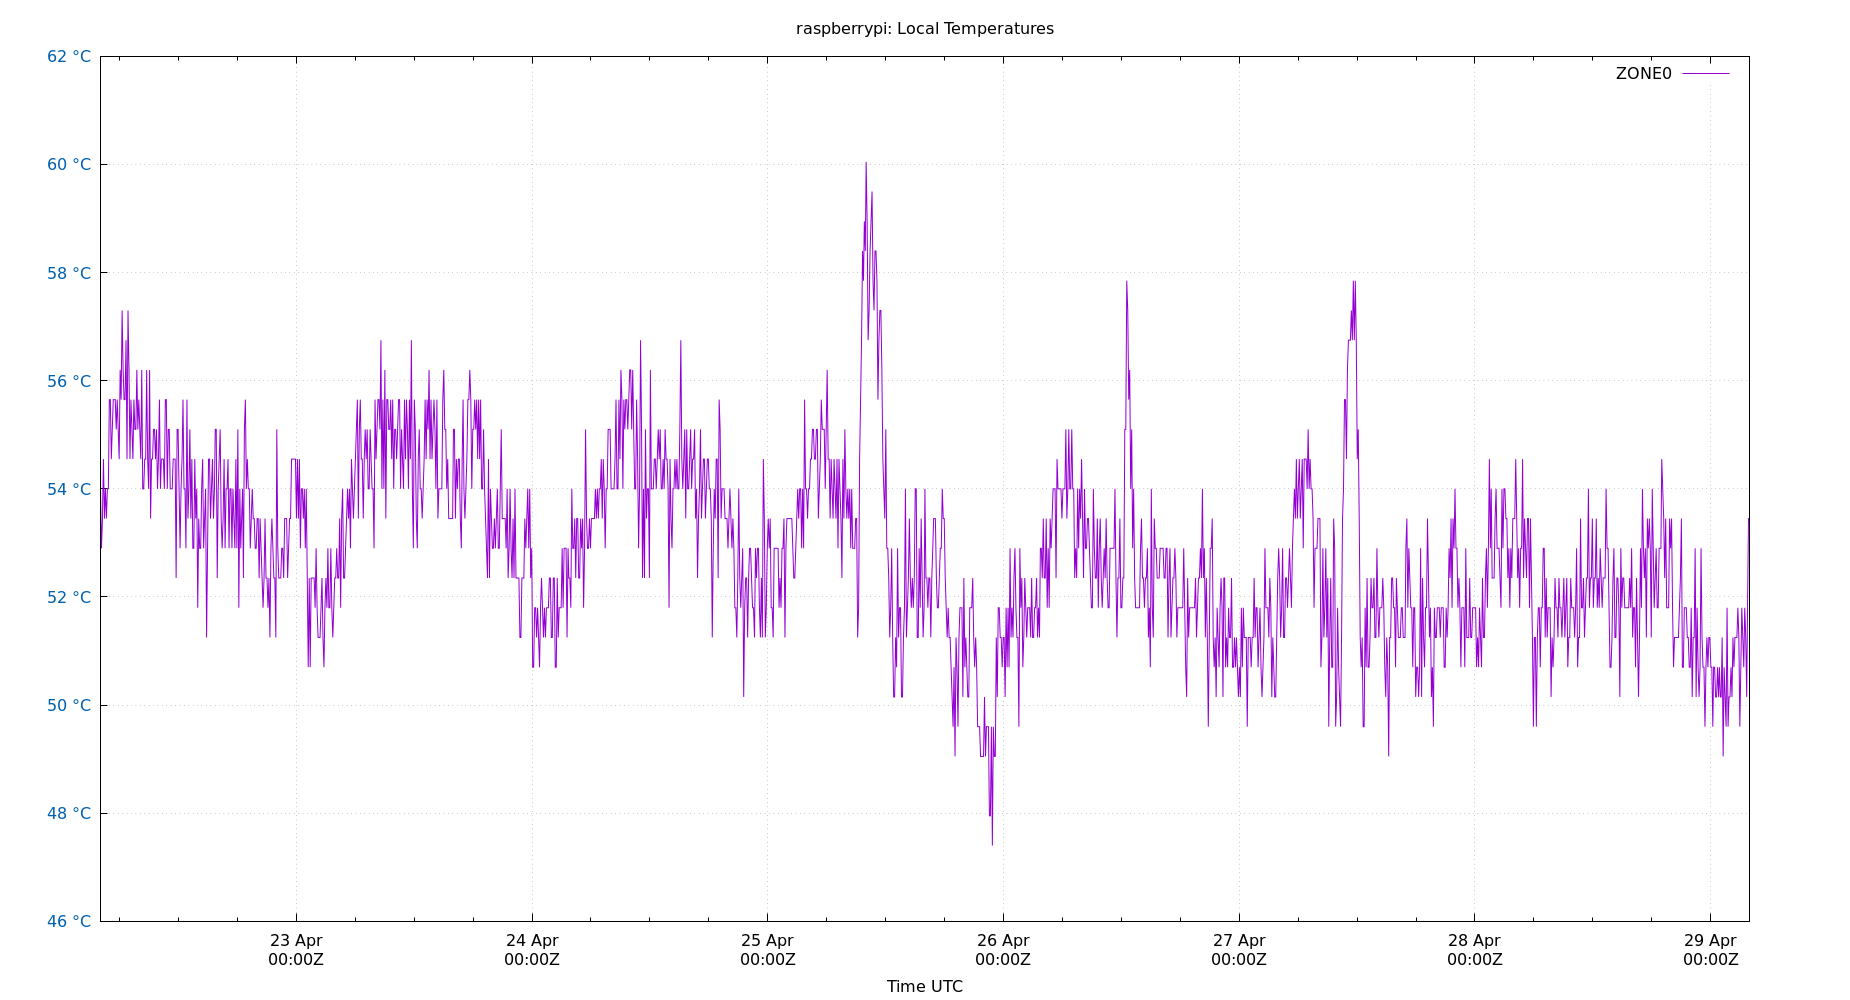 raspberrypi: Local Temperatures
62 °C
ZONE0
60 °C
58 °C
56 °C
54 °C
52 °C
50 °C
48 °C
46 °C
23 Apr 24 Apr 25 Apr 26 Apr 27 Apr 28 Apr 29 Apr
00:00Z 00:00Z 00:00Z 00:00Z 00:00Z 00:00Z 00:00Z
Time UTC